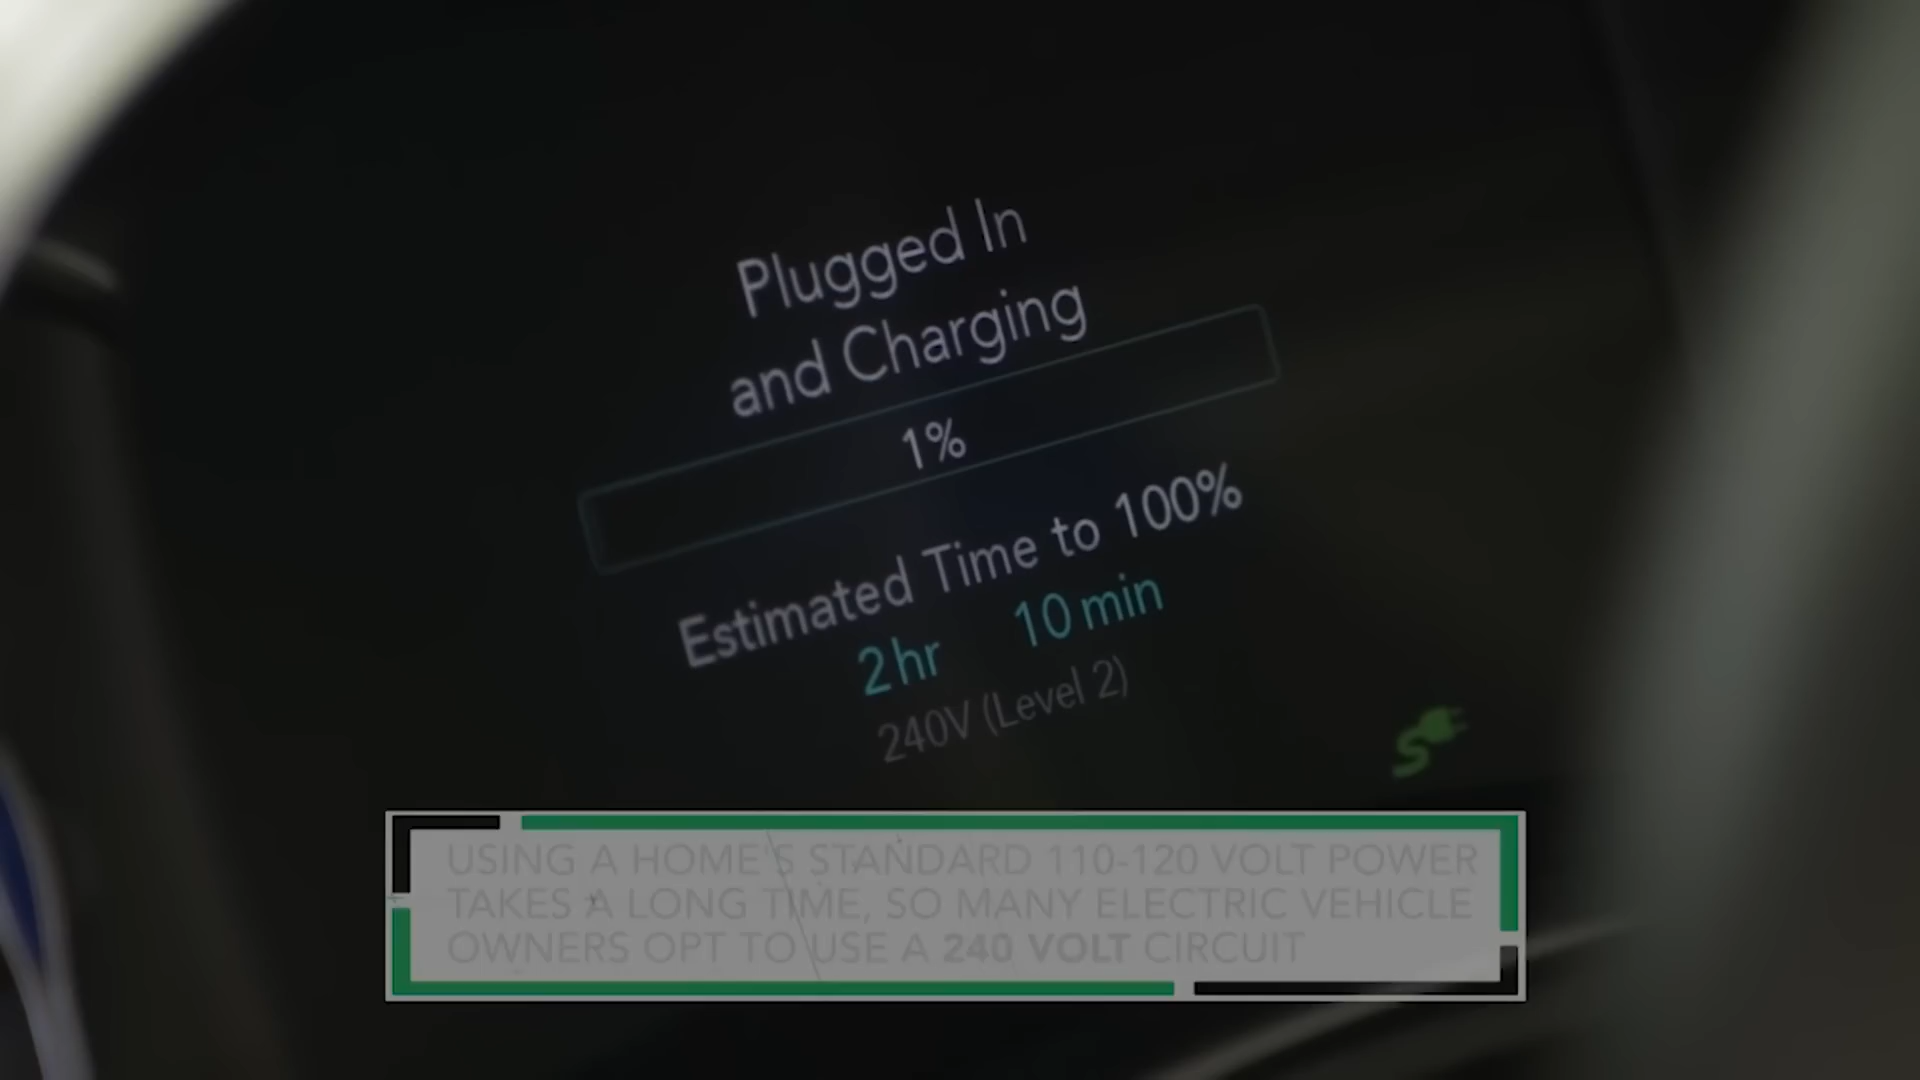 Plugged In
and Charging
1%
Estimated Time to 100%
2 hr 10 min
240V (Level 2)
USING A HOME'S STANDARD 110-120 VOLT POWER
TAKES A LONG TIME, SO MANY ELECTRIC VEHICLE
OWNERS OPT TO USE A 240 VOLT CIRCUIT